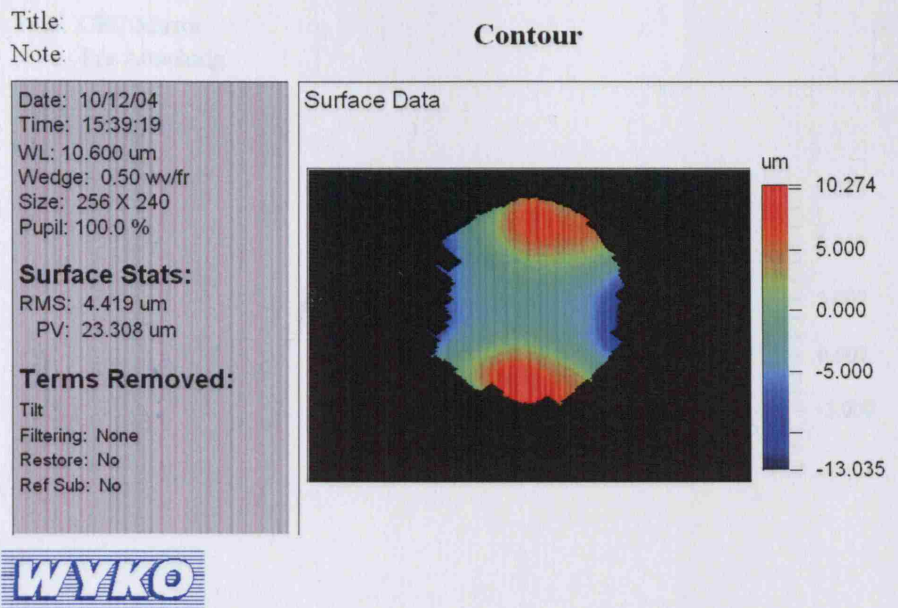 Title:
Note:
Contour
Date: 10/12/04
Time: 15:39:19
WL: 10.600 um
Wedge: 0.50 wv/fr
Size: 256 X 240
Pupil: 100.0 %
Surface Stats:
RMS: 4.419 um
PV: 23.308 um
Terms Removed:
Tilt
Filtering: None
Restore: No
Ref Sub: No
Surface Data
um
10.274
5.000
0.000
-5.000
-13.035
WYKO